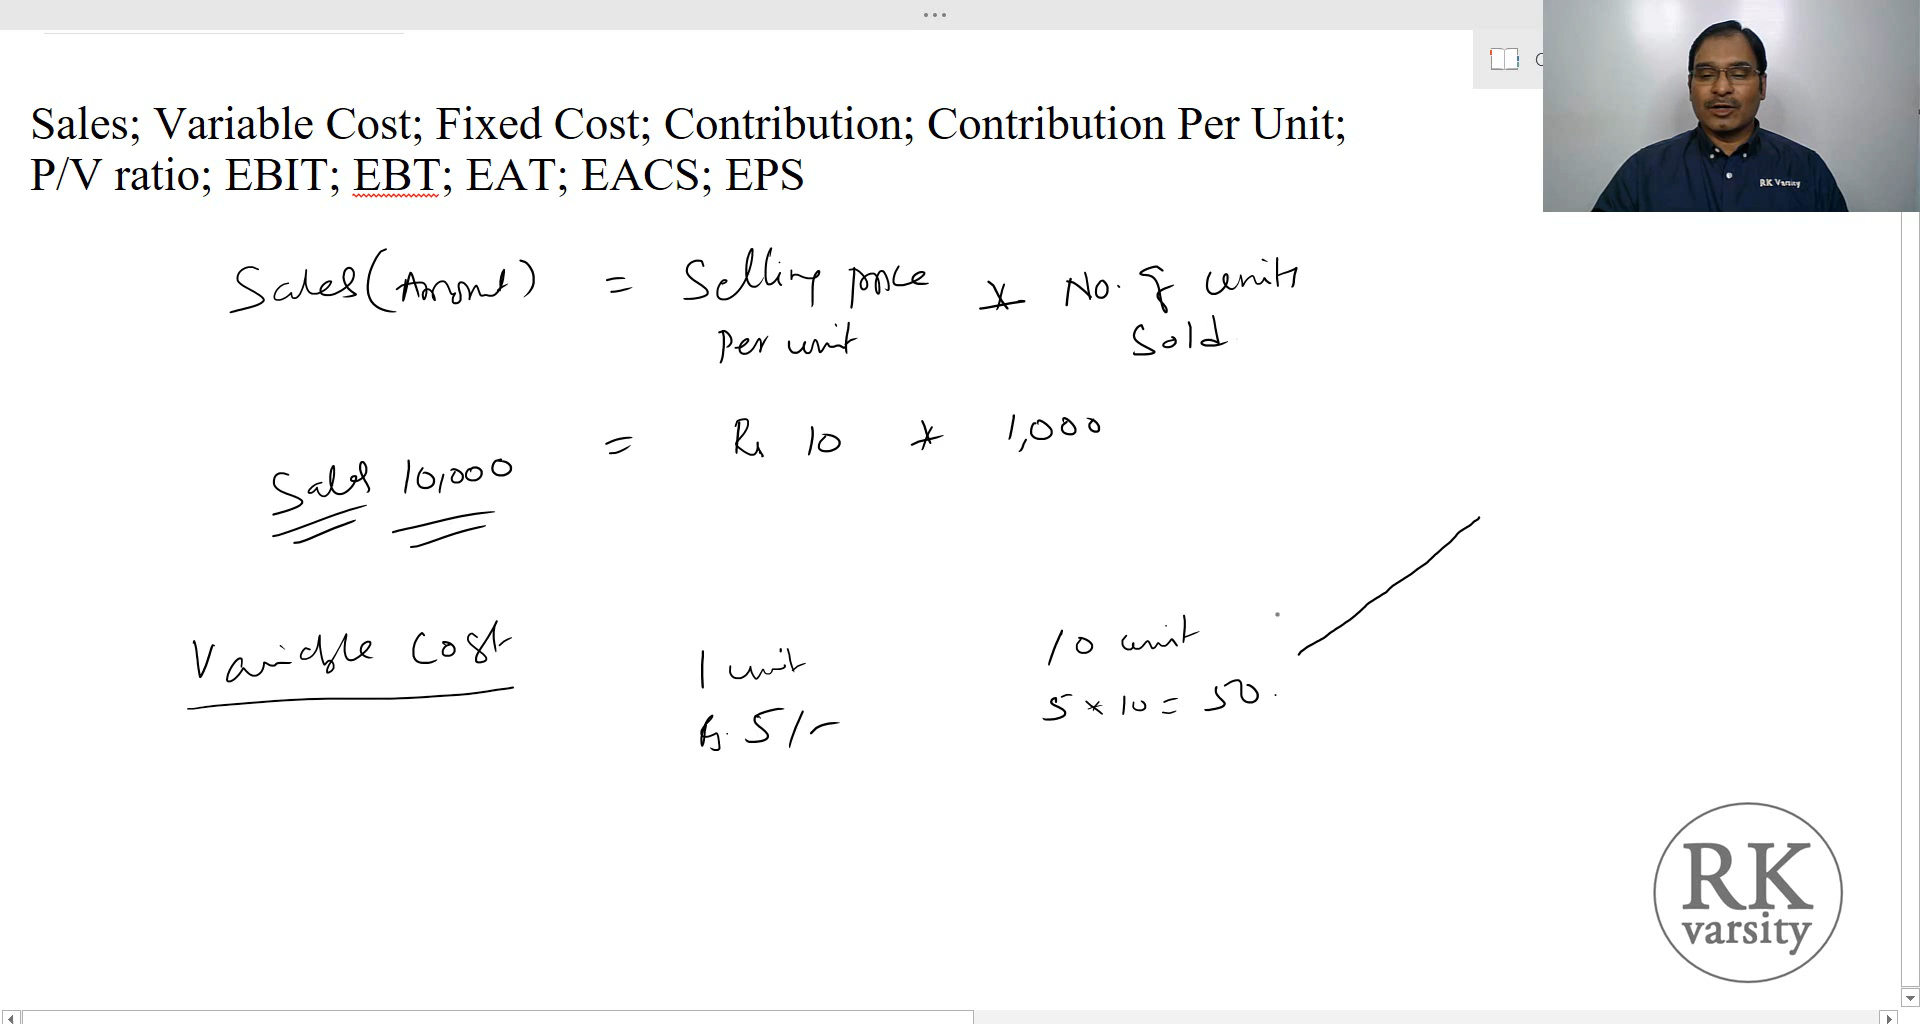 Sales; Variable Cost; Fixed Cost; Contribution; Contribution Per Unit;
P/V ratio; EBIT; EBT; EAT; EACS; EPS
RK Varsity
Sales (Amount) = Selling price * No. of units
Per unit Sold
= Rs 10 * 1,000
Sales 10,000
Variable Cost
1 unit
Rs. 5/-
10 unit
5 * 10 = 50
RK
varsity